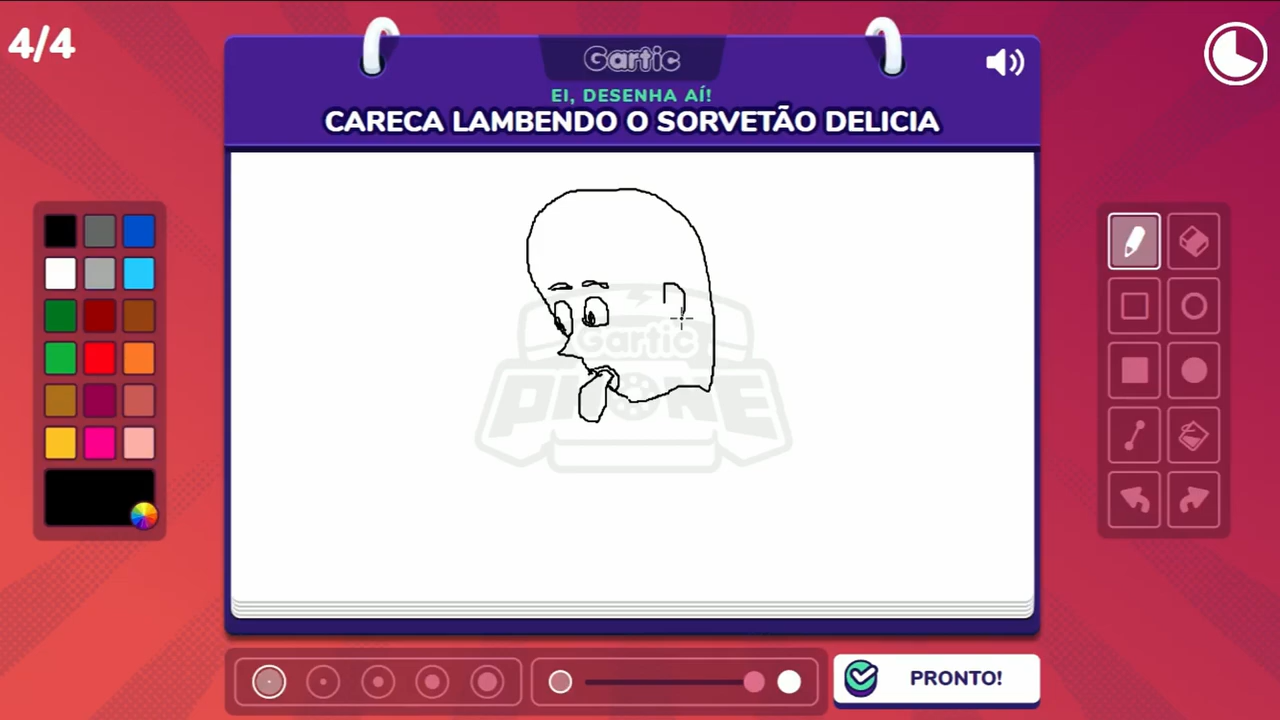 4/4
Gartic
EI, DESENHA AÍ!
CARECA LAMBENDO O SORVETÃO DELICIA
Gartic
PHONE
PRONTO!